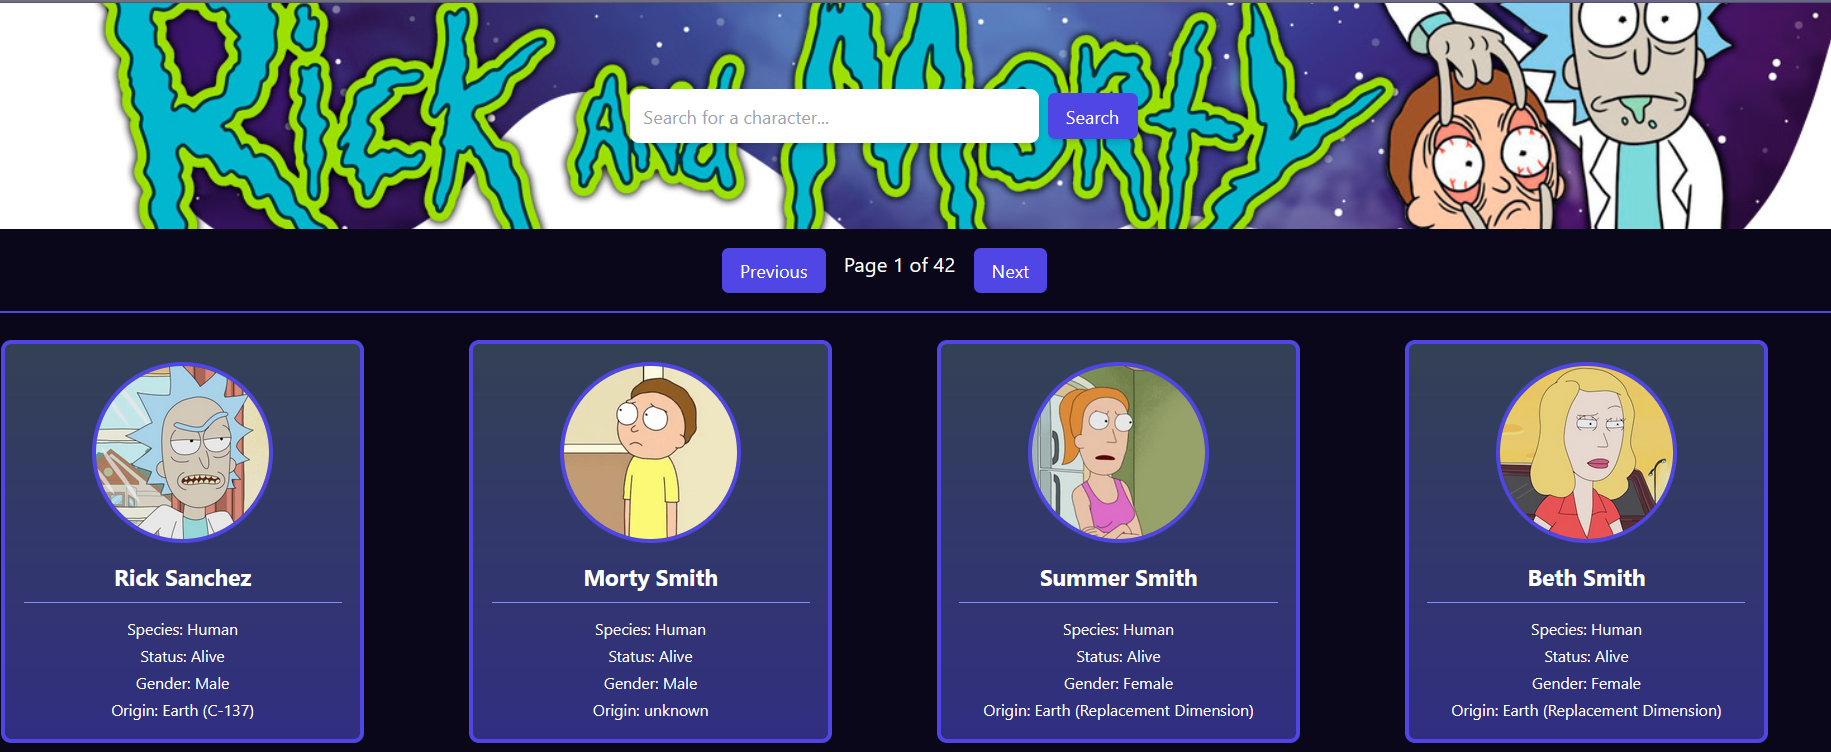 Rick and Morty
Search for a character...
Search
Previous
Page 1 of 42
Next
Rick Sanchez
Species: Human
Status: Alive
Gender: Male
Origin: Earth (C-137)
Morty Smith
Species: Human
Status: Alive
Gender: Male
Origin: unknown
Summer Smith
Species: Human
Status: Alive
Gender: Female
Origin: Earth (Replacement Dimension)
Beth Smith
Species: Human
Status: Alive
Gender: Female
Origin: Earth (Replacement Dimension)